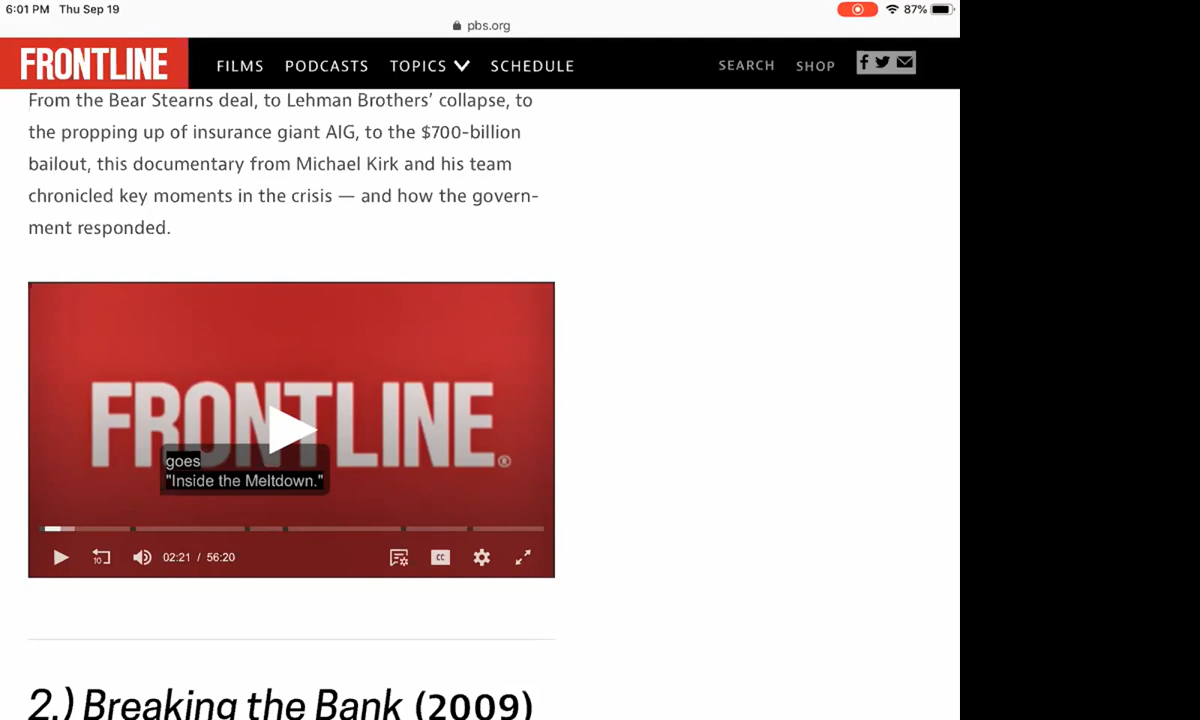 6:01 PM Thu Sep 19
87%
pbs.org
FRONTLINE
FILMS PODCASTS TOPICS SCHEDULE SEARCH SHOP
From the Bear Stearns deal, to Lehman Brothers’ collapse, to
the propping up of insurance giant AIG, to the $700-billion
bailout, this documentary from Michael Kirk and his team
chronicled key moments in the crisis — and how the govern-
ment responded.
FRONTLINE®
goes
"Inside the Meltdown."
10 02:21 / 56:20 CC
2.) Breaking the Bank (2009)